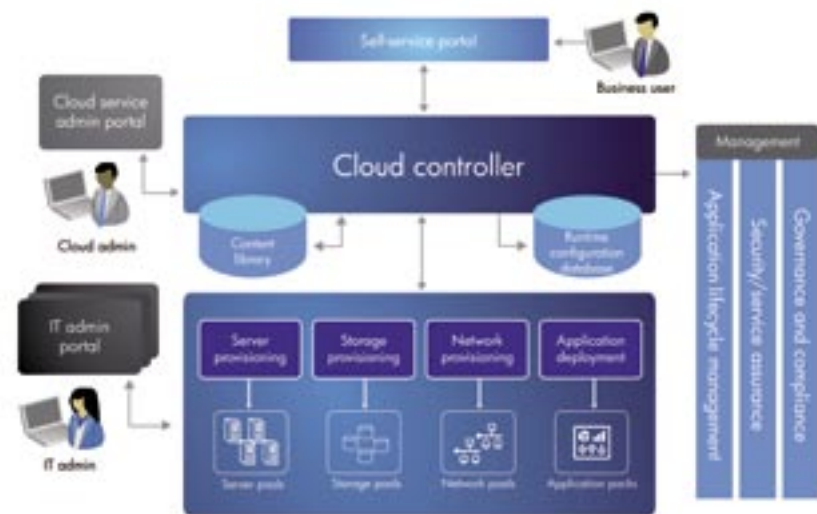 Self-service portal
Business user
Cloud service
admin portal
Cloud admin
Cloud controller
Content
library
Runtime
configuration
database
Management
Application lifecycle management
Security/service assurance
Governance and compliance
IT admin
portal
IT admin
Server
provisioning
Storage
provisioning
Network
provisioning
Application
deployment
Server pools
Storage pools
Network pools
Application packs